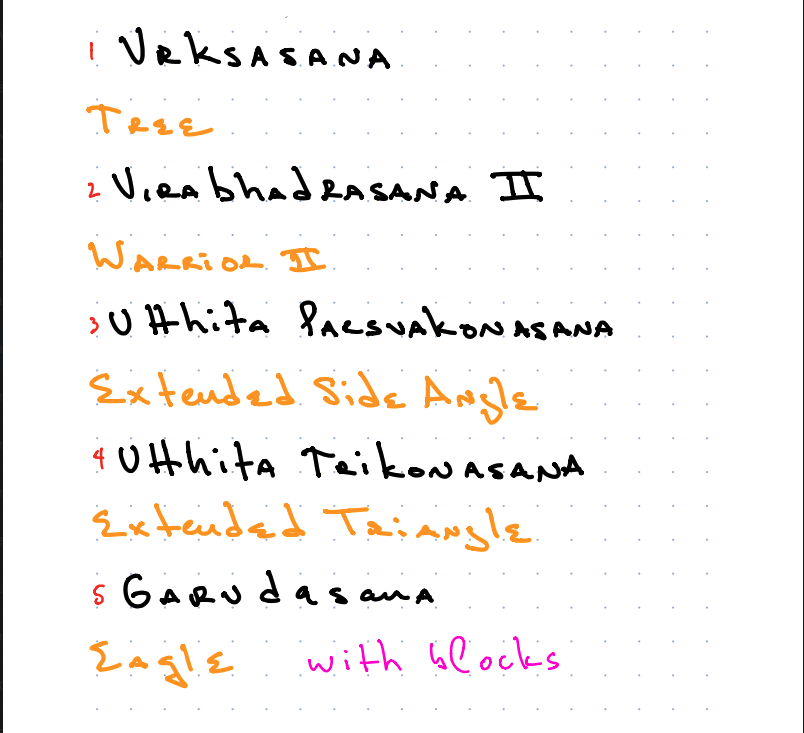 1 VRKSASANA
TREE
2 VIRAbhAdRASANA II
WARRiOR II
3 UtthitA PARSVAkONASANA
Extended Side Angle
4 UtthitA TRikONASANA
Extended TRiANgle
5 GARUdasanA
Eagle with blocks